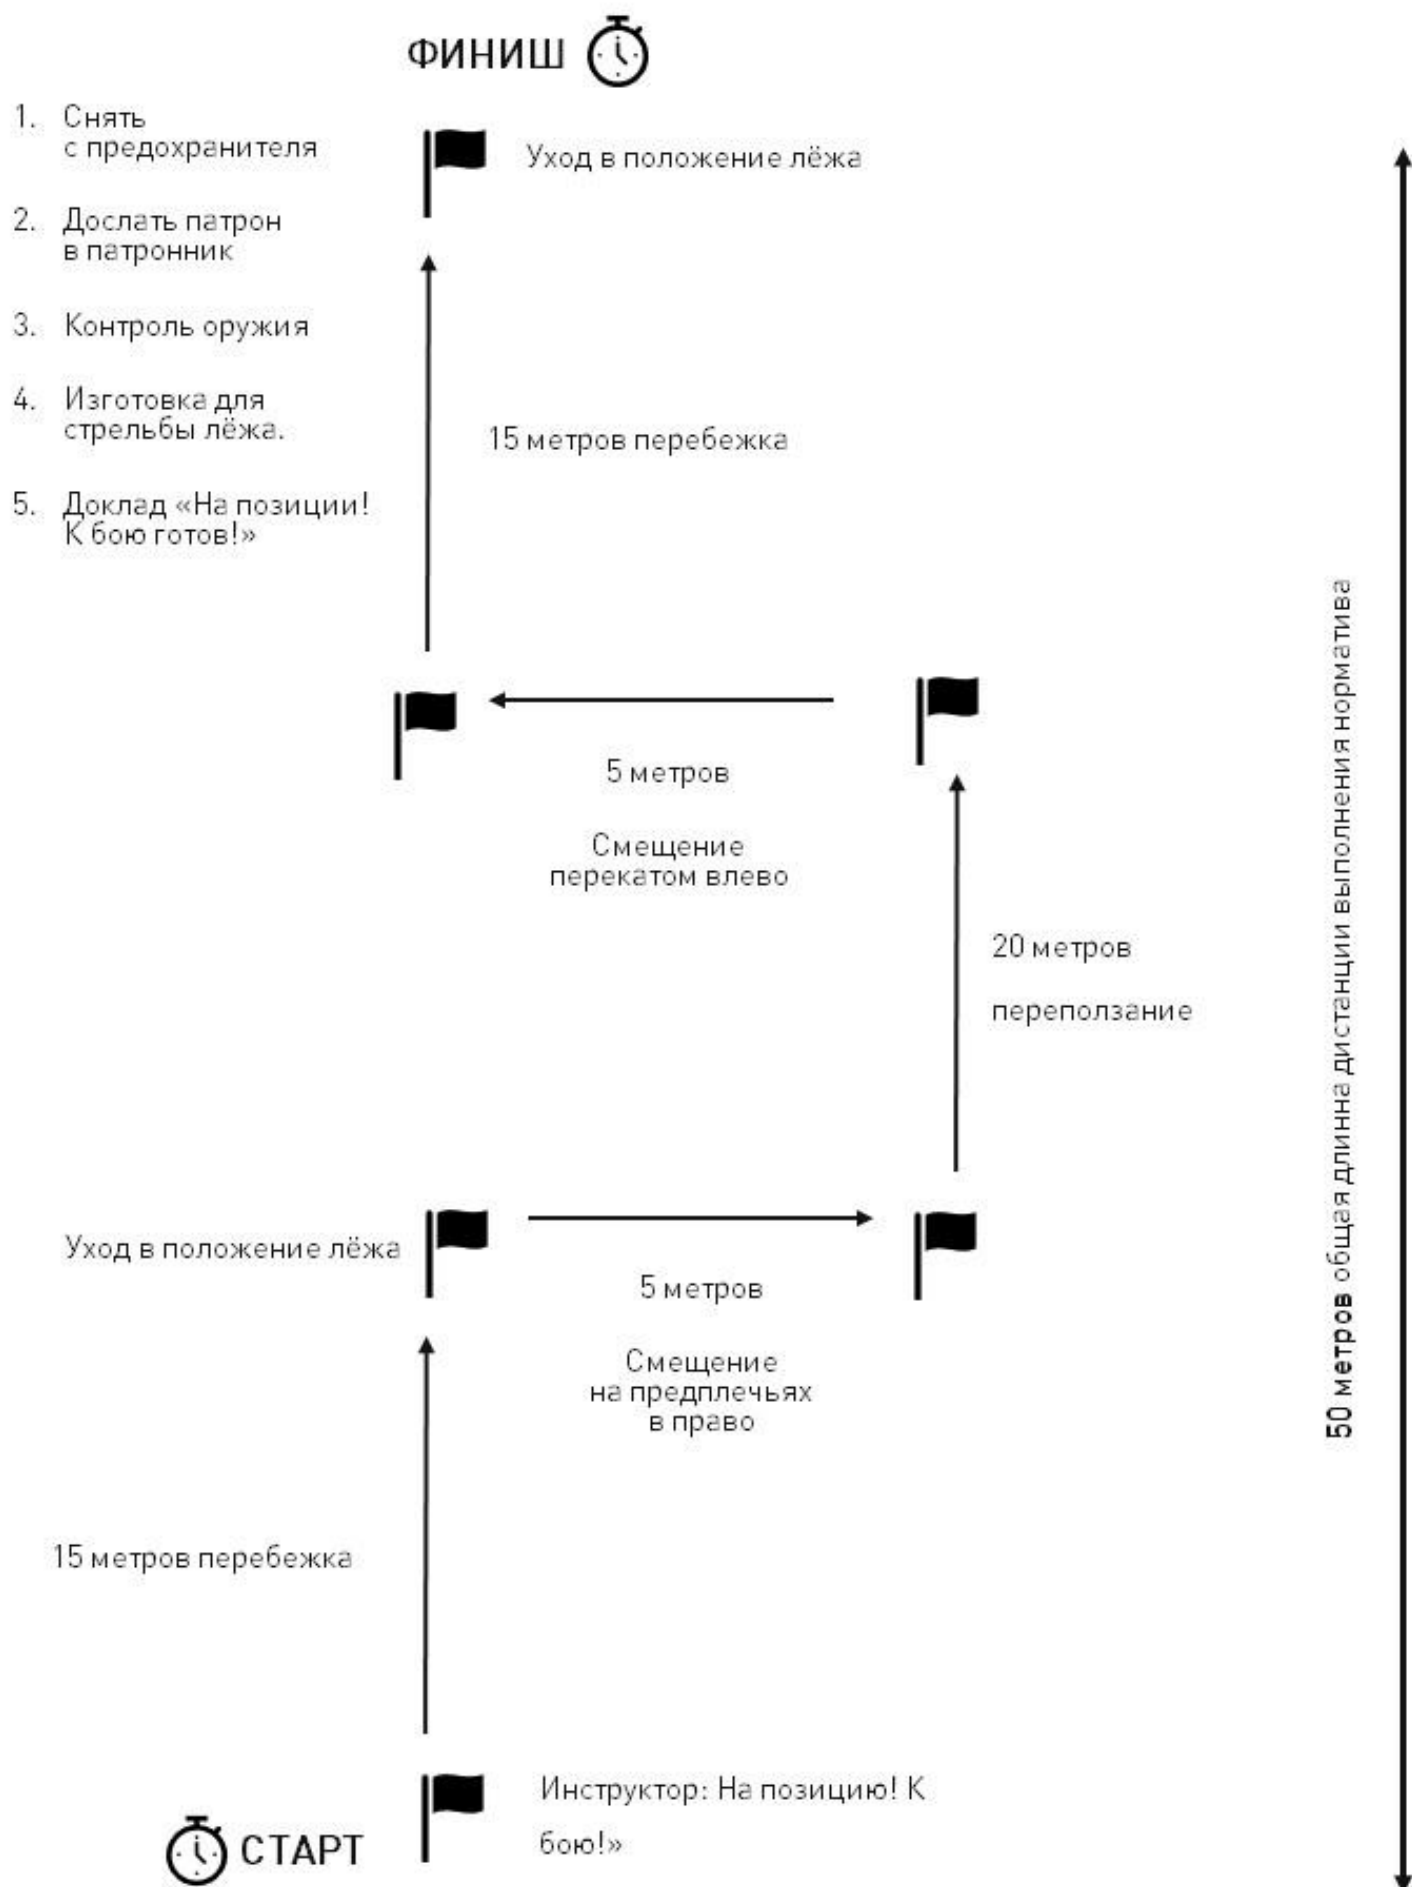 ФИНИШ
1. Снять
с предохранителя
Уход в положение лёжа
2. Дослать патрон
в патронник
3. Контроль оружия
4. Изготовка для
стрельбы лёжа.
15 метров перебежка
5. Доклад «На позиции!
К бою готов!»
5 метров
Смещение
перекатом влево
20 метров
переползание
50 метров общая длинна дистанции выполнения норматива
Уход в положение лёжа
5 метров
Смещение
на предплечьях
в право
15 метров перебежка
Инструктор: На позицию! К
бою!»
СТАРТ